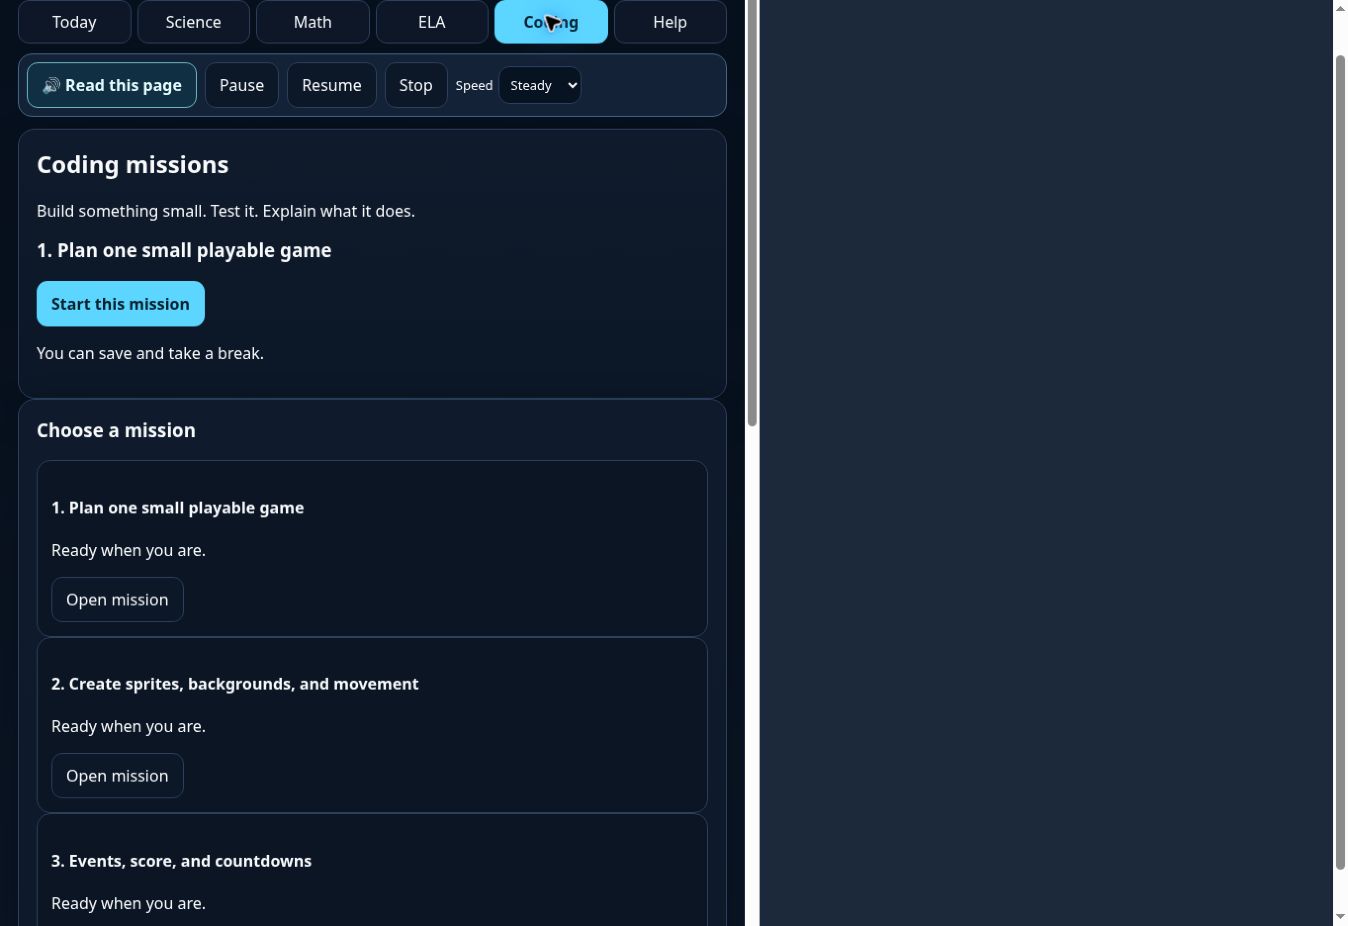 Today Science Math ELA Coding Help
🔊 Read this page Pause Resume Stop Speed Steady
Coding missions
Build something small. Test it. Explain what it does.
1. Plan one small playable game
Start this mission
You can save and take a break.
Choose a mission
1. Plan one small playable game
Ready when you are.
Open mission
2. Create sprites, backgrounds, and movement
Ready when you are.
Open mission
3. Events, score, and countdowns
Ready when you are.